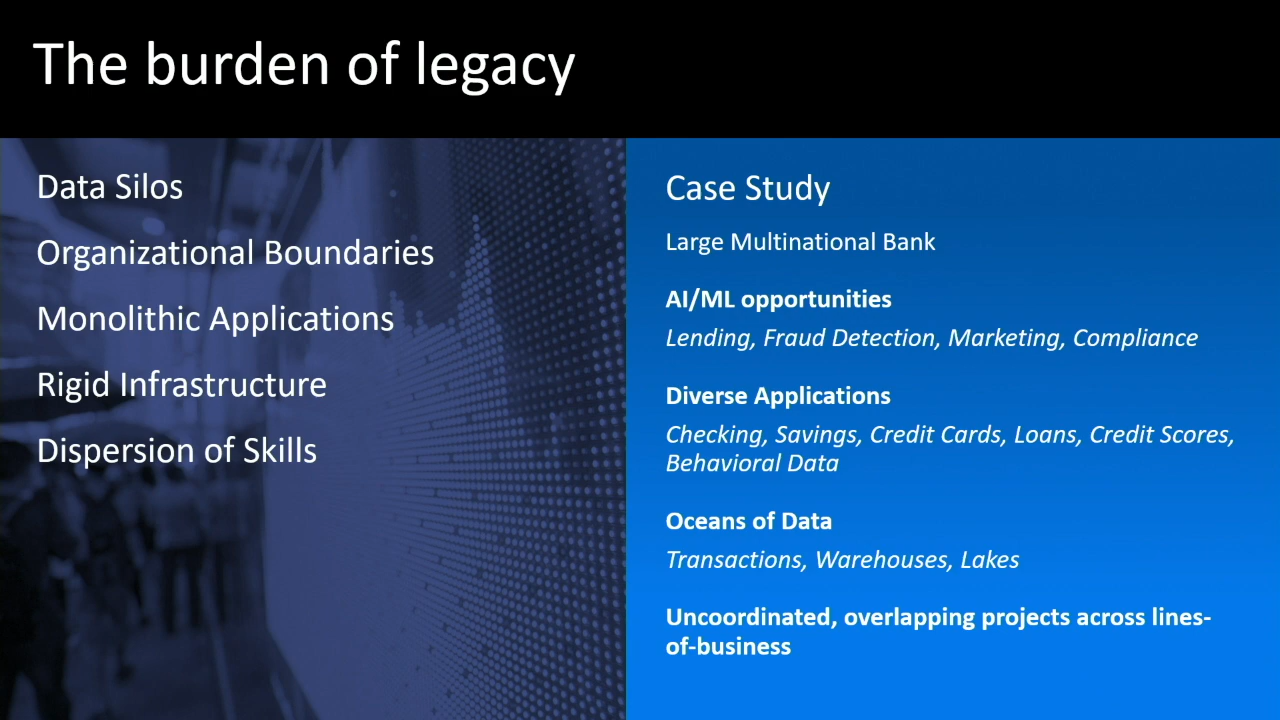 The burden of legacy
Data Silos
Organizational Boundaries
Monolithic Applications
Rigid Infrastructure
Dispersion of Skills
Case Study
Large Multinational Bank
AI/ML opportunities
Lending, Fraud Detection, Marketing, Compliance
Diverse Applications
Checking, Savings, Credit Cards, Loans, Credit Scores,
Behavioral Data
Oceans of Data
Transactions, Warehouses, Lakes
Uncoordinated, overlapping projects across lines-
of-business